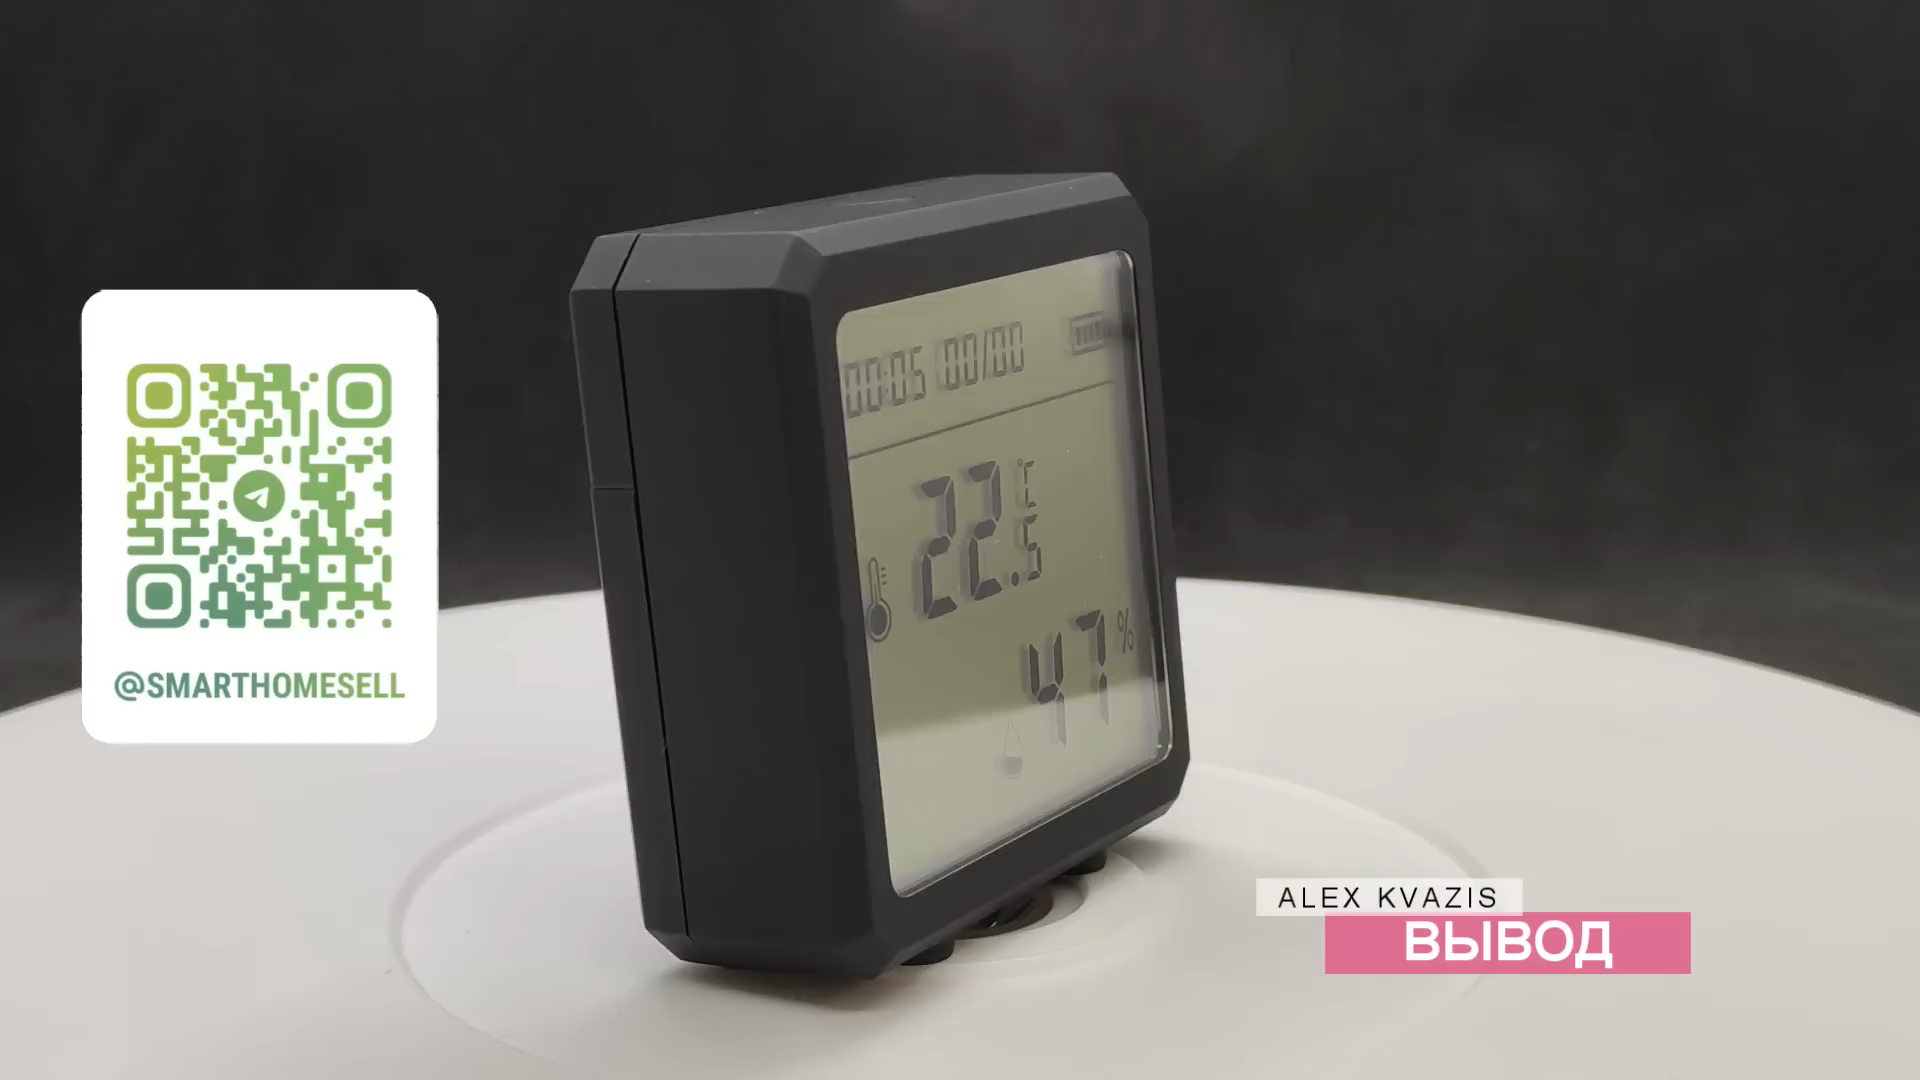 00:05 00/00
22.5 °C
47 %
@SMARTHOMESELL
ALEX KVAZIS
ВЫВОД